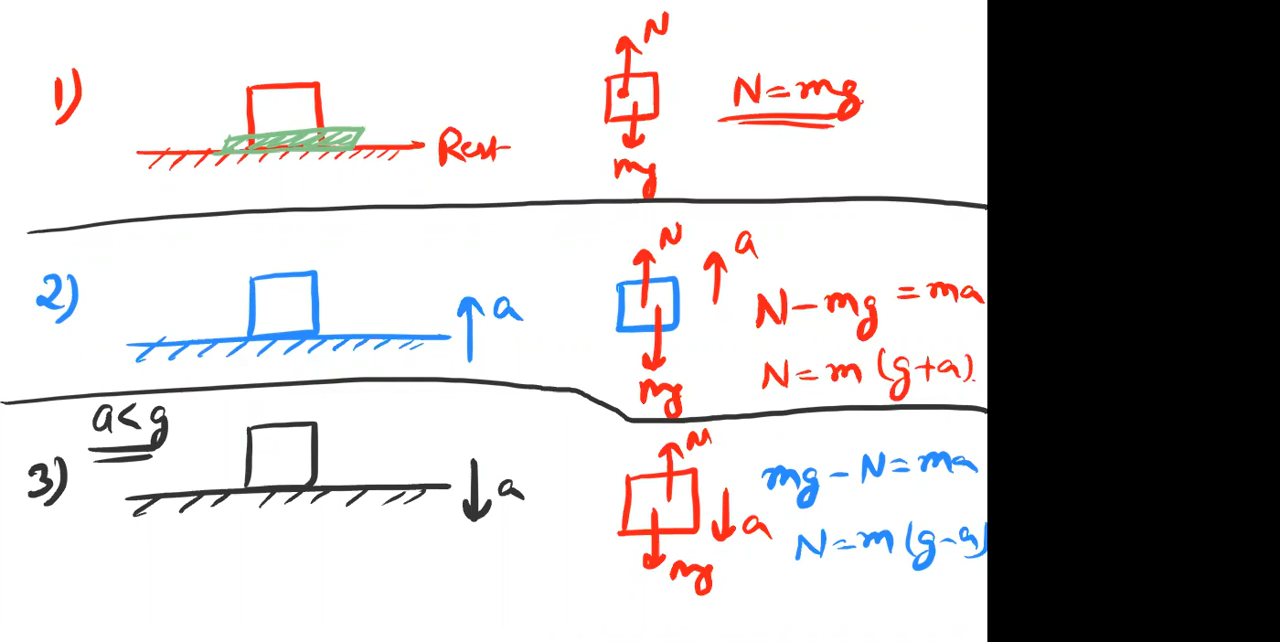 1)
Rest
N
mg
N=mg
2)
a
N
a
mg
N-mg =ma
N=m(g+a).
a<g
3)
a
N
a
mg
mg-N=ma
N=m(g-a)